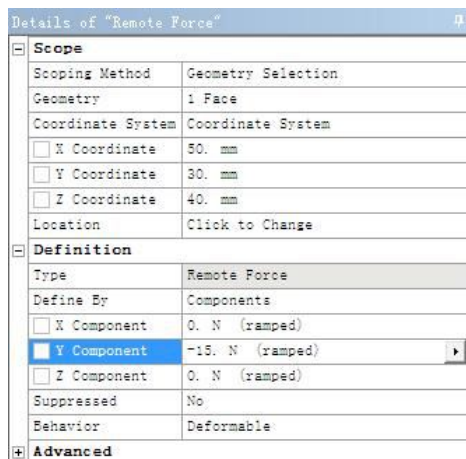 Details of "Remote Force"
Scope
Scoping Method Geometry Selection
Geometry 1 Face
Coordinate System Coordinate System
X Coordinate 50. mm
Y Coordinate 30. mm
Z Coordinate 40. mm
Location Click to Change
Definition
Type Remote Force
Define By Components
X Component 0. N (ramped)
Y Component -15. N (ramped)
Z Component 0. N (ramped)
Suppressed No
Behavior Deformable
Advanced